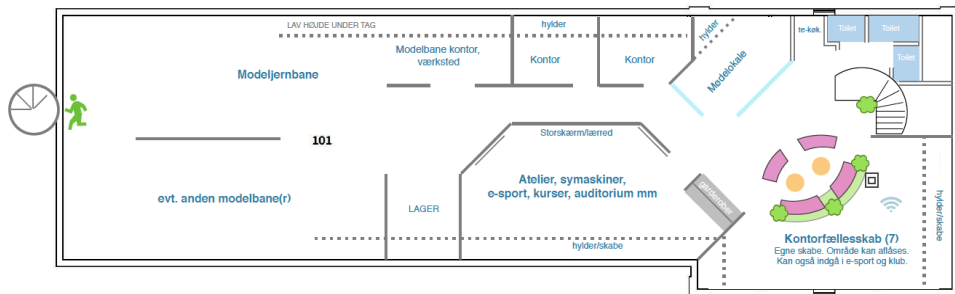 LAV HØJDE UNDER TAG
hylder
hylder
te-køk.
Toilet
Toilet
Toilet
Modelbane kontor,
værksted
Kontor
Kontor
Mødelokale
Modeljernbane
101
Storskærm/lærred
Atelier, symaskiner,
e-sport, kurser, auditorium mm
evt. anden modelbane(r)
LAGER
garderober
hylder/skabe
hylder/skabe
Kontorfællesskab (7)
Egne skabe. Område kan aflåses.
Kan også indgå i e-sport og klub.